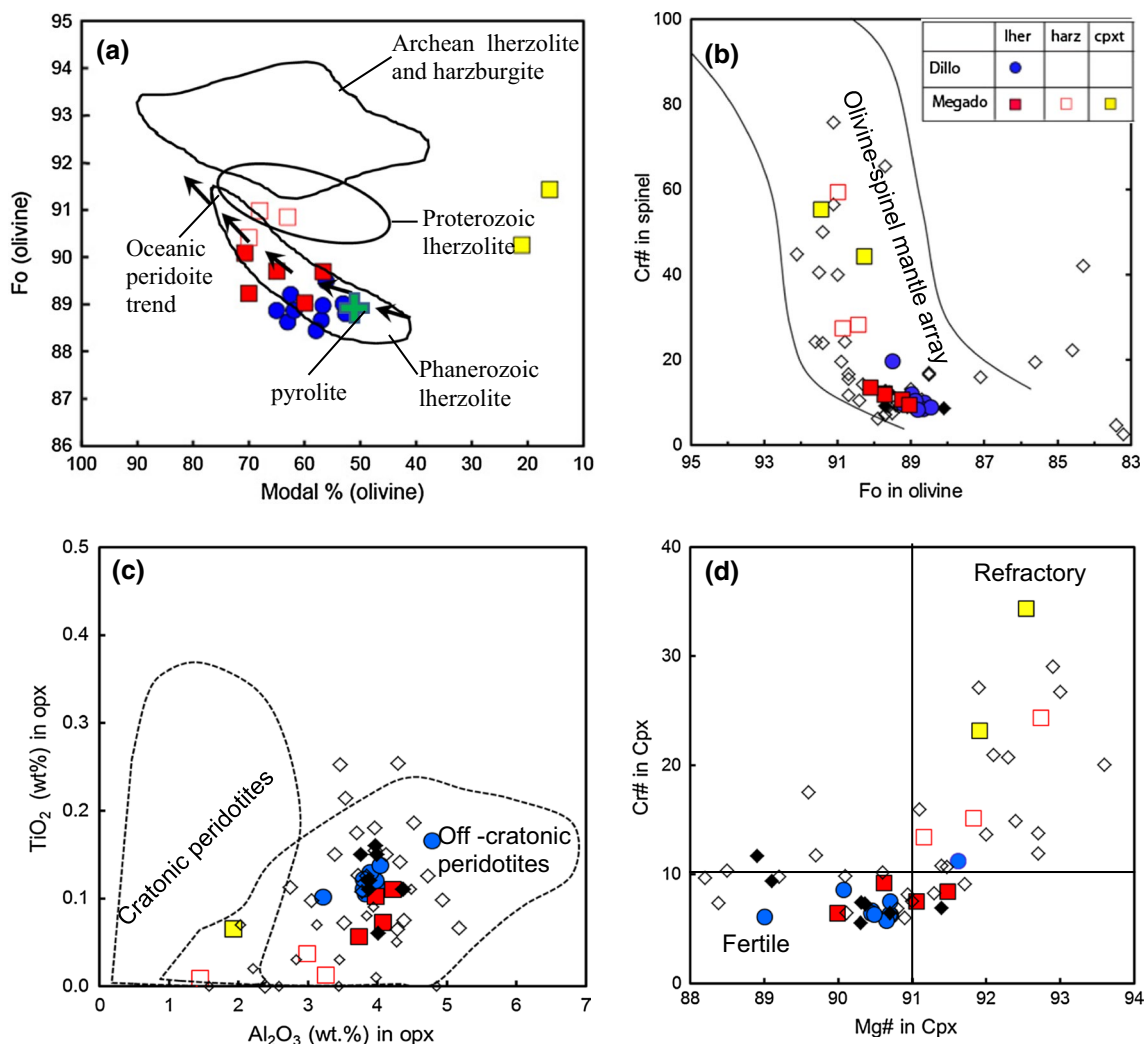 (a)
Archean lherzolite
and harzburgite
Proterozoic
lherzolite
Oceanic
peridoite
trend
pyrolite
Phanerozoic
lherzolite
Fo (olivine)
95
94
93
92
91
90
89
88
87
86
100 90 80 70 60 50 40 30 20 10
Modal % (olivine)
(b)
lher harz cpxt
Dillo
Megado
Olivine-spinel mantle array
Cr# in spinel
100
80
60
40
20
0
95 93 91 89 87 85 83
Fo in olivine
(c)
Cratonic peridotites
Off -cratonic
peridotites
TiO2 (wt%) in opx
0.5
0.4
0.3
0.2
0.1
0.0
0 1 2 3 4 5 6 7
Al2O3 (wt.%) in opx
(d)
Refractory
Fertile
Cr# in Cpx
40
30
20
10
0
88 89 90 91 92 93 94
Mg# in Cpx